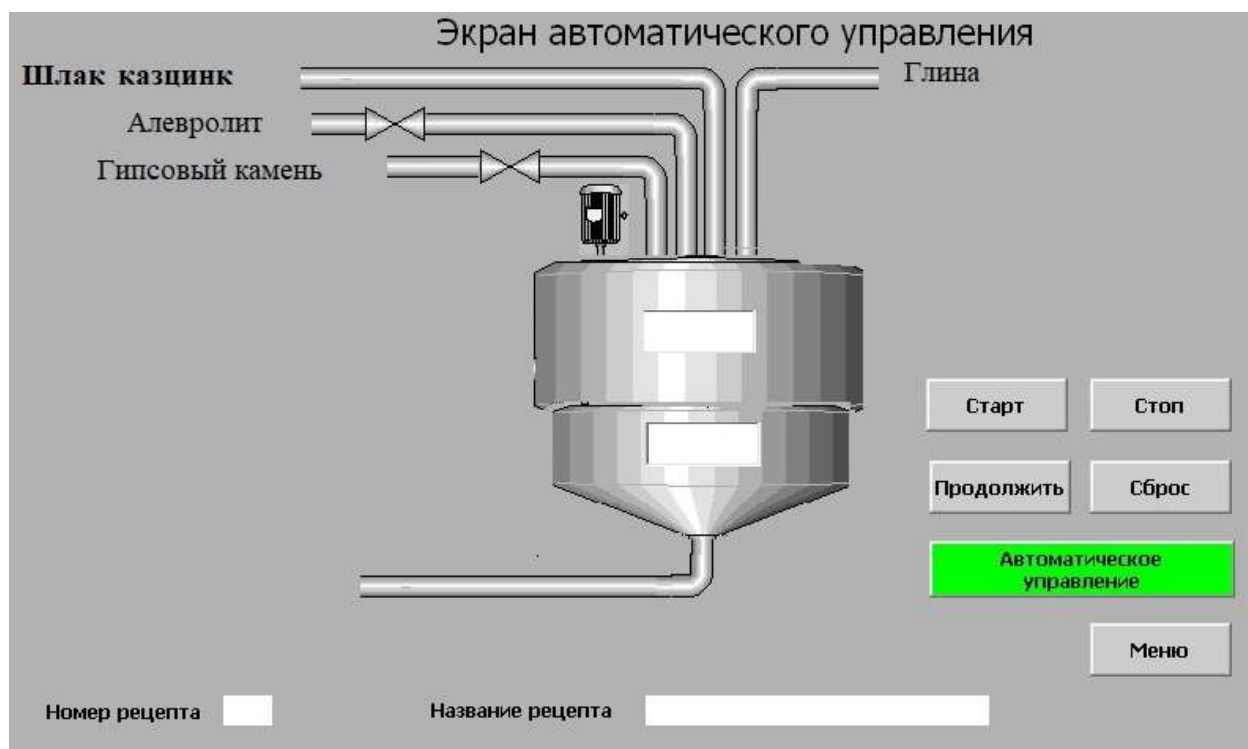 Экран автоматического управления
Шлак казцинк
Глина
Алевролит
Гипсовый камень
Старт
Стоп
Продолжить
Сброс
Автоматическое
управление
Меню
Номер рецепта
Название рецепта